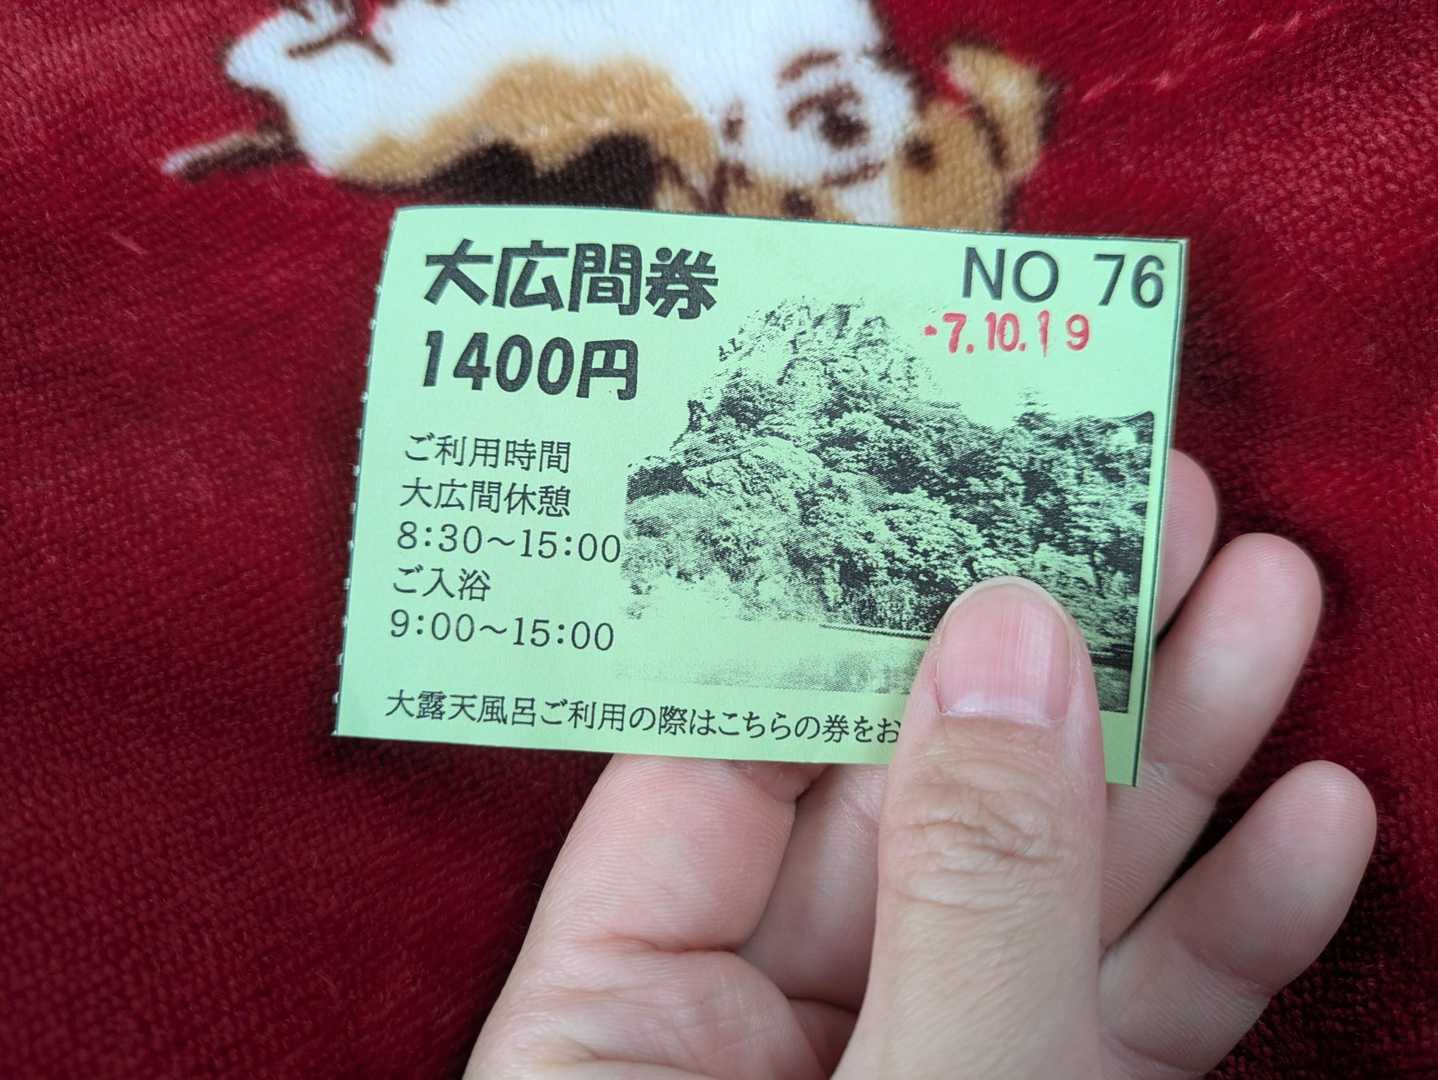 大広間券
NO 76
-7.10.19
1400円
ご利用時間
大広間休憩
8:30～15:00
ご入浴
9:00～15:00
大露天風呂ご利用の際はこちらの券をお